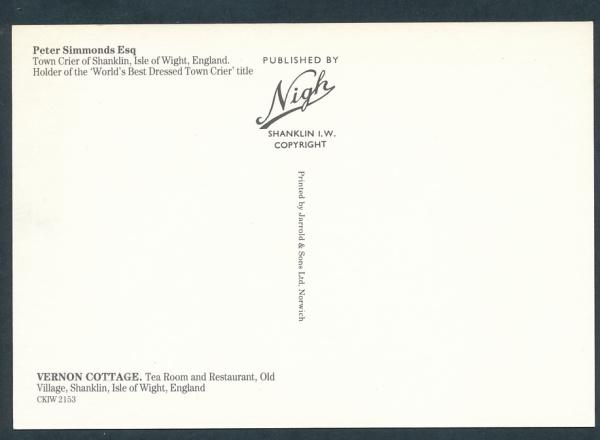 Peter Simmonds Esq
Town Crier of Shanklin, Isle of Wight, England.
Holder of the ‘World’s Best Dressed Town Crier’ title
PUBLISHED BY
Nigh
SHANKLIN I.W.
COPYRIGHT
Printed by Jarrold & Sons Ltd, Norwich
VERNON COTTAGE. Tea Room and Restaurant, Old
Village, Shanklin, Isle of Wight, England
CKIW 2153